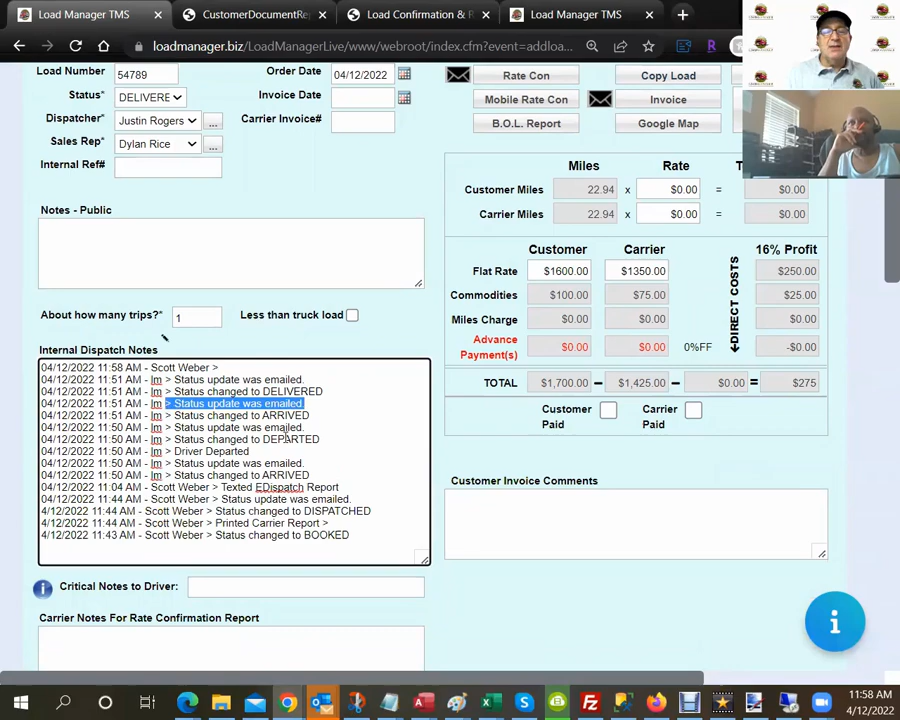 Load Manager TMS
CustomerDocumentRe
Load Confirmation & R
Load Manager TMS
loadmanager.biz/LoadManagerLive/www/webroot/index.cfm?event=addloa...
R
Load Number 54789 Order Date 04/12/2022 Rate Con Copy Load
Status* DELIVERE Invoice Date Mobile Rate Con Invoice
Dispatcher* Justin Rogers ... Carrier Invoice# B.O.L. Report Google Map
Sales Rep* Dylan Rice ...
Internal Ref#
Miles Rate T
Customer Miles 22.94 x $0.00 = $0.00
Carrier Miles 22.94 x $0.00 = $0.00
Notes - Public
Customer Carrier 16% Profit
Flat Rate $1600.00 $1350.00 $250.00
Commodities $100.00 $75.00 $25.00
Miles Charge $0.00 $0.00 $0.00
Advance Payment(s) $0.00 $0.00 0%FF -$0.00
DIRECT COSTS
TOTAL $1,700.00 – $1,425.00 – $0.00 = $275
Customer Paid Carrier Paid
About how many trips?* 1 Less than truck load
Internal Dispatch Notes
04/12/2022 11:58 AM - Scott Weber >
04/12/2022 11:51 AM - lm > Status update was emailed.
04/12/2022 11:51 AM - lm > Status changed to DELIVERED
04/12/2022 11:51 AM - lm > Status update was emailed.
04/12/2022 11:51 AM - lm > Status changed to ARRIVED
04/12/2022 11:50 AM - lm > Status update was emailed.
04/12/2022 11:50 AM - lm > Status changed to DEPARTED
04/12/2022 11:50 AM - lm > Driver Departed
04/12/2022 11:50 AM - lm > Status update was emailed.
04/12/2022 11:50 AM - lm > Status changed to ARRIVED
04/12/2022 11:04 AM - Scott Weber > Texted EDispatch Report
04/12/2022 11:44 AM - Scott Weber > Status update was emailed.
4/12/2022 11:44 AM - Scott Weber > Status changed to DISPATCHED
4/12/2022 11:44 AM - Scott Weber > Printed Carrier Report >
4/12/2022 11:43 AM - Scott Weber > Status changed to BOOKED
Customer Invoice Comments
Critical Notes to Driver:
Carrier Notes For Rate Confirmation Report
11:58 AM
4/12/2022